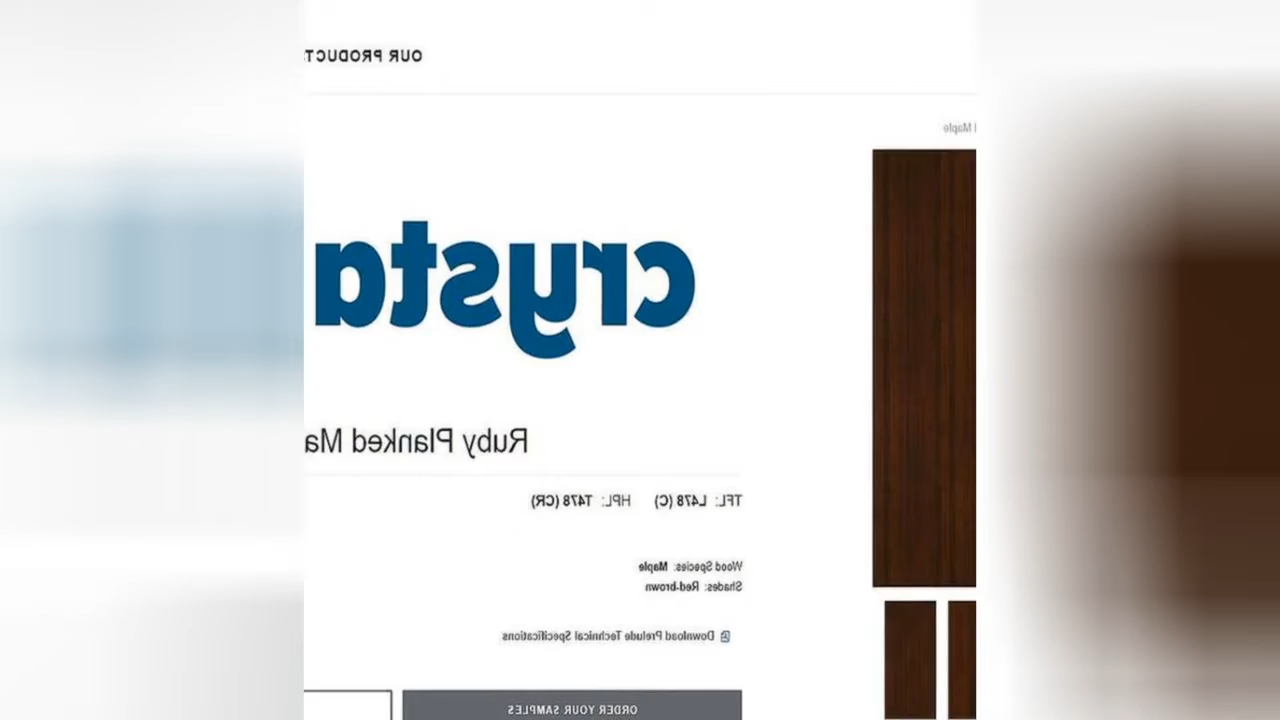 OUR PRODUCT
l Maple
crysta
Ruby Planked Ma
TFL: L478 (C) HPL: T478 (CR)
Wood Species: Maple
Shades: Red-brown
Download Prelude Technical Specifications
ORDER YOUR SAMPLES